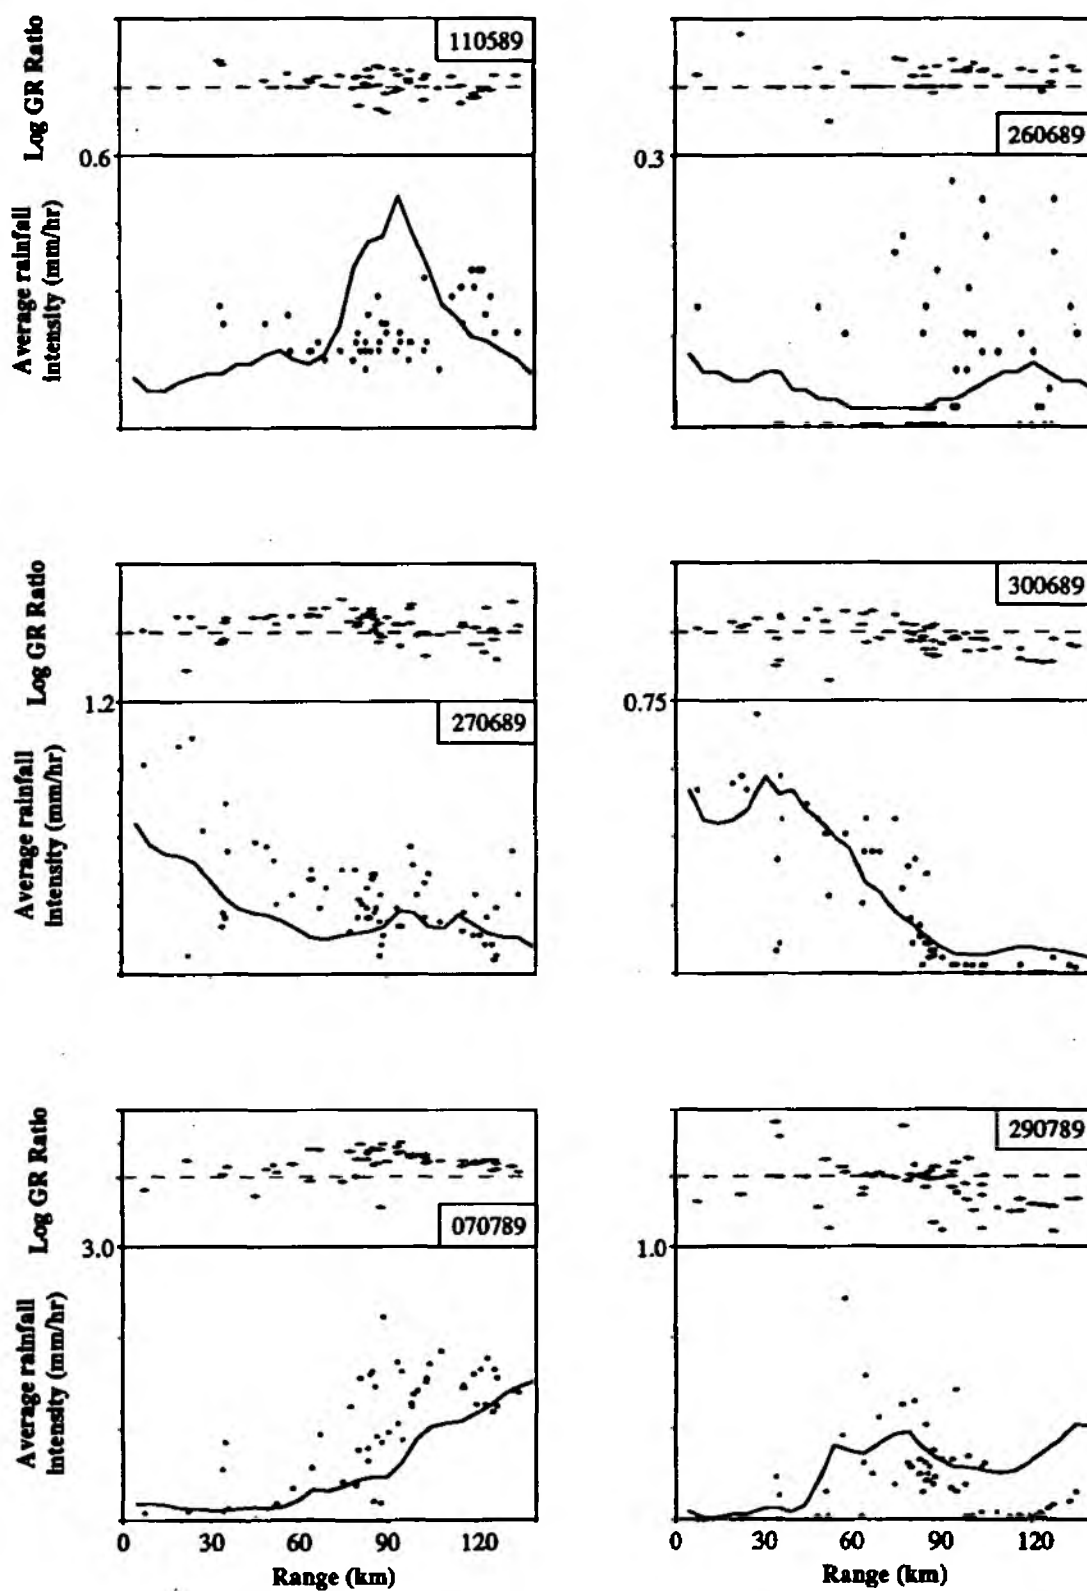 Log GR Ratio
110589
0.6
Average rainfall
intensity (mm/hr)
260689
0.3
Log GR Ratio
1.2
270689
Average rainfall
intensity (mm/hr)
300689
0.75
Log GR Ratio
3.0
070789
Average rainfall
intensity (mm/hr)
0 30 60 90 120
Range (km)
290789
1.0
0 30 60 90 120
Range (km)